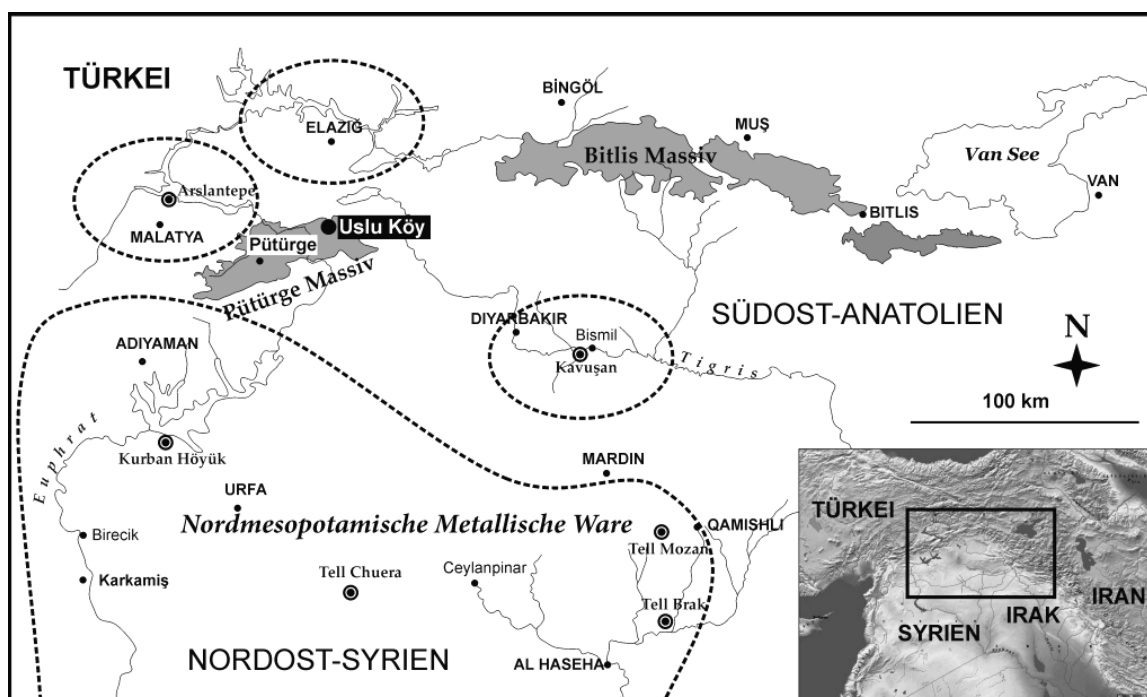 TÜRKEI
BİNGÖL
ELAZIĞ
MUŞ
Bitlis Massiv
Van See
Arslantepe
VAN
BITLIS
MALATYA
Uslu Köy
Pütürge
Pütürge Massiv
SÜDOST-ANATOLIEN
DIYARBAKIR
Bismil
N
ADIYAMAN
Kavuşan
Tigris
100 km
Euphrat
Kurban Höyük
MARDIN
URFA
Nordmesopotamische Metallische Ware
QAMISHLI
Birecik
Tell Mozan
Karkamiş
Tell Chuera
Ceylanpinar
Tell Brak
NORDOST-SYRIEN
AL HASEHA
TÜRKEI
IRAN
IRAK
SYRIEN